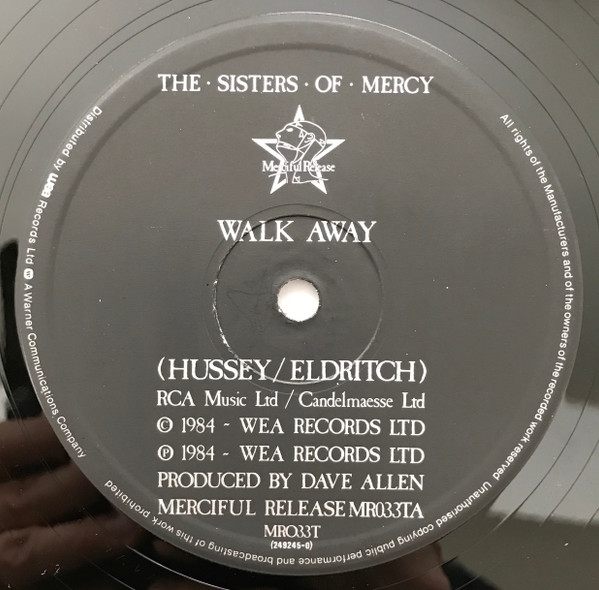 THE · SISTERS · OF · MERCY
Merciful Release
WALK AWAY
(HUSSEY/ELDRITCH)
RCA Music Ltd / Candelmaesse Ltd
© 1984 - WEA RECORDS LTD
℗ 1984 - WEA RECORDS LTD
PRODUCED BY DAVE ALLEN
MERCIFUL RELEASE MR033TA
MR033T
(249245-0)
Distributed by wea Records Ltd A Warner Communications Company
All rights of the Manufacturers and of the owners of the recorded work reserved Unauthorised copying public performance and broadcasting of this work prohibited